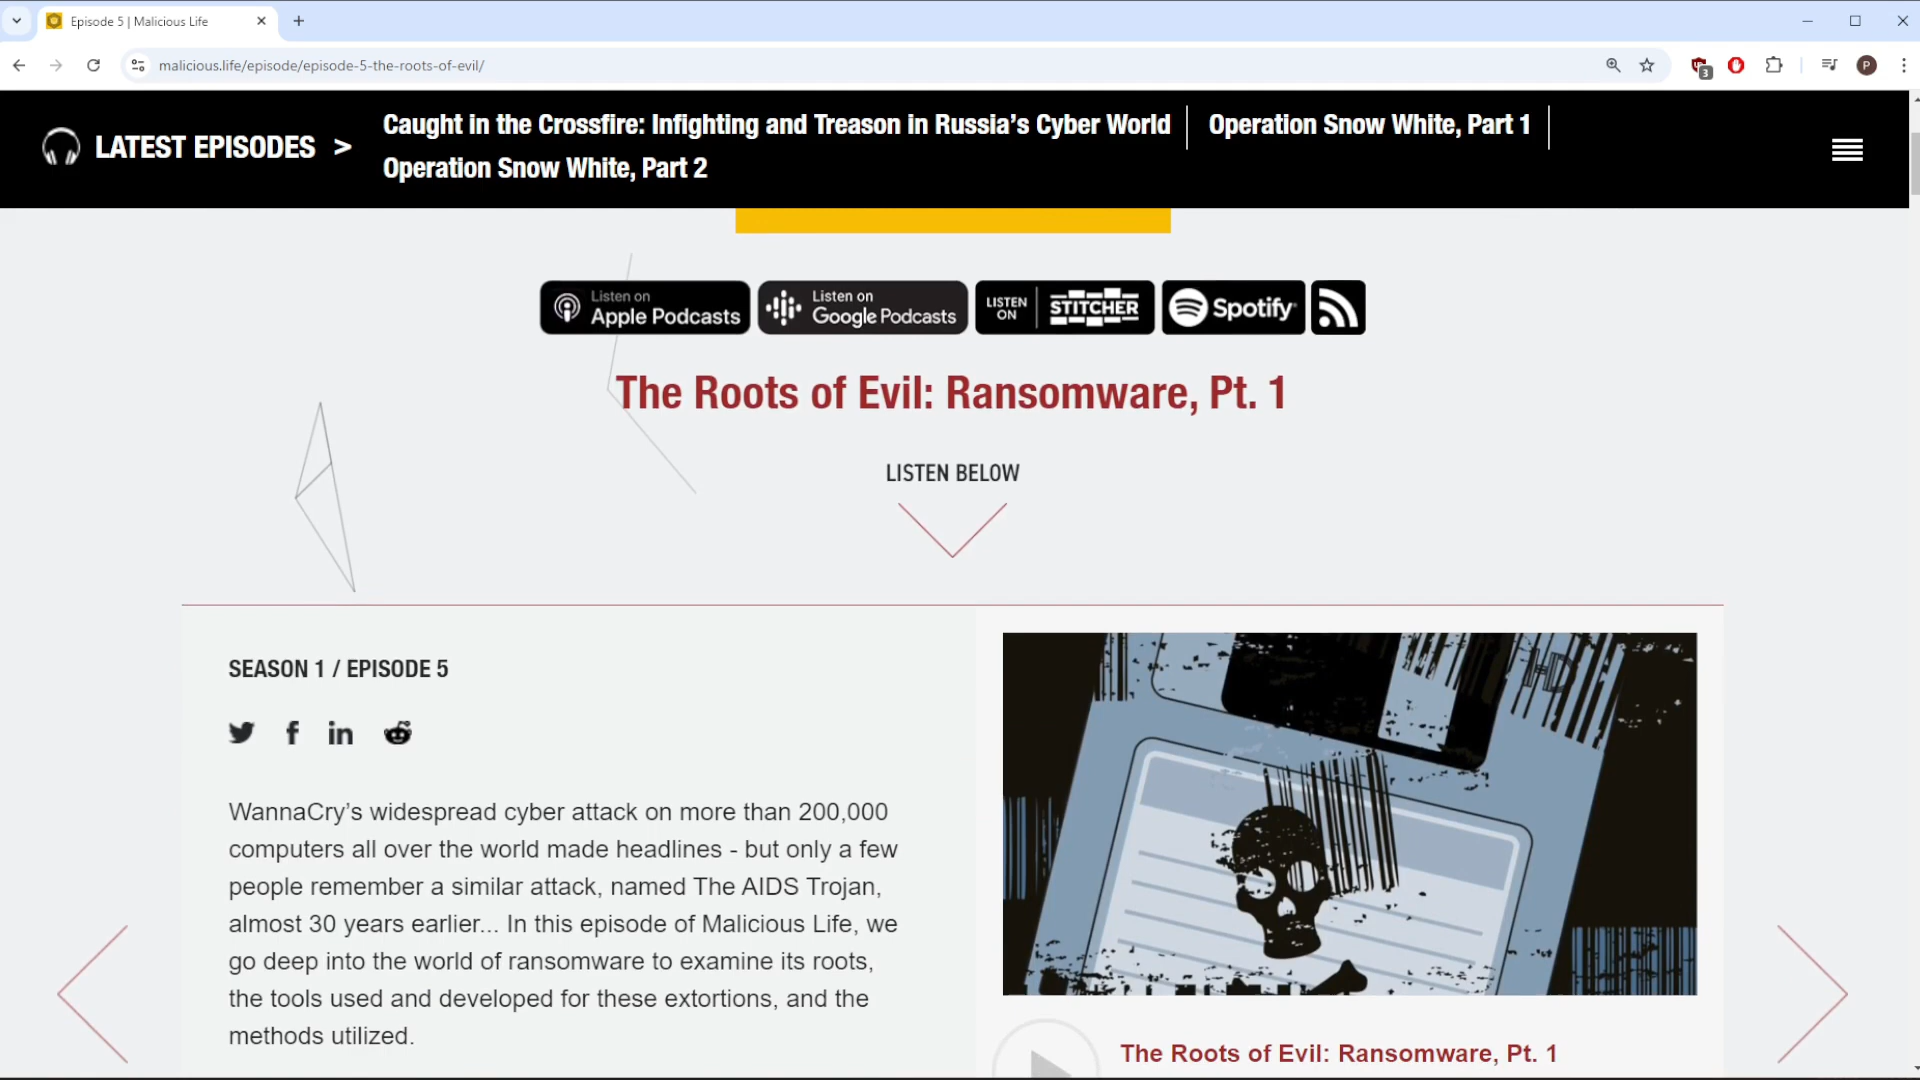 Episode 5 | Malicious Life
malicious.life/episode/episode-5-the-roots-of-evil/
3
P
LATEST EPISODES >
Caught in the Crossfire: Infighting and Treason in Russia’s Cyber World
Operation Snow White, Part 1
Operation Snow White, Part 2
Listen on
Apple Podcasts
Listen on
Google Podcasts
LISTEN
ON
STITCHER
Spotify
The Roots of Evil: Ransomware, Pt. 1
LISTEN BELOW
SEASON 1 / EPISODE 5
HD
WannaCry’s widespread cyber attack on more than 200,000
computers all over the world made headlines - but only a few
people remember a similar attack, named The AIDS Trojan,
almost 30 years earlier... In this episode of Malicious Life, we
go deep into the world of ransomware to examine its roots,
the tools used and developed for these extortions, and the
methods utilized.
The Roots of Evil: Ransomware, Pt. 1